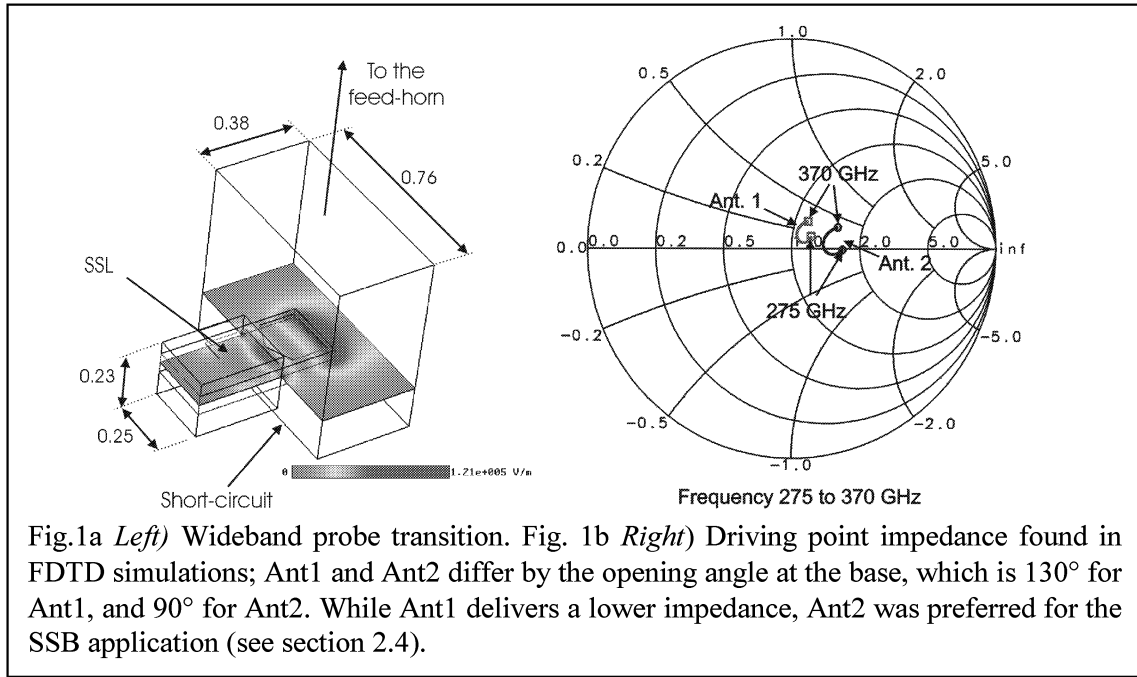 To the
feed-horn
0.38
0.76
SSL
0.23
0.25
Short-circuit
0
1.21e+005 V/m
1.0
0.5
2.0
0.2
5.0
370 GHz
Ant. 1
0.0
0.0
0.2
0.5
1.0
2.0
5.0
inf
Ant. 2
275 GHz
-0.2
-5.0
-0.5
-2.0
-1.0
Frequency 275 to 370 GHz
Fig.1a Left) Wideband probe transition. Fig. 1b Right) Driving point impedance found in
FDTD simulations; Ant1 and Ant2 differ by the opening angle at the base, which is 130° for
Ant1, and 90° for Ant2. While Ant1 delivers a lower impedance, Ant2 was preferred for the
SSB application (see section 2.4).